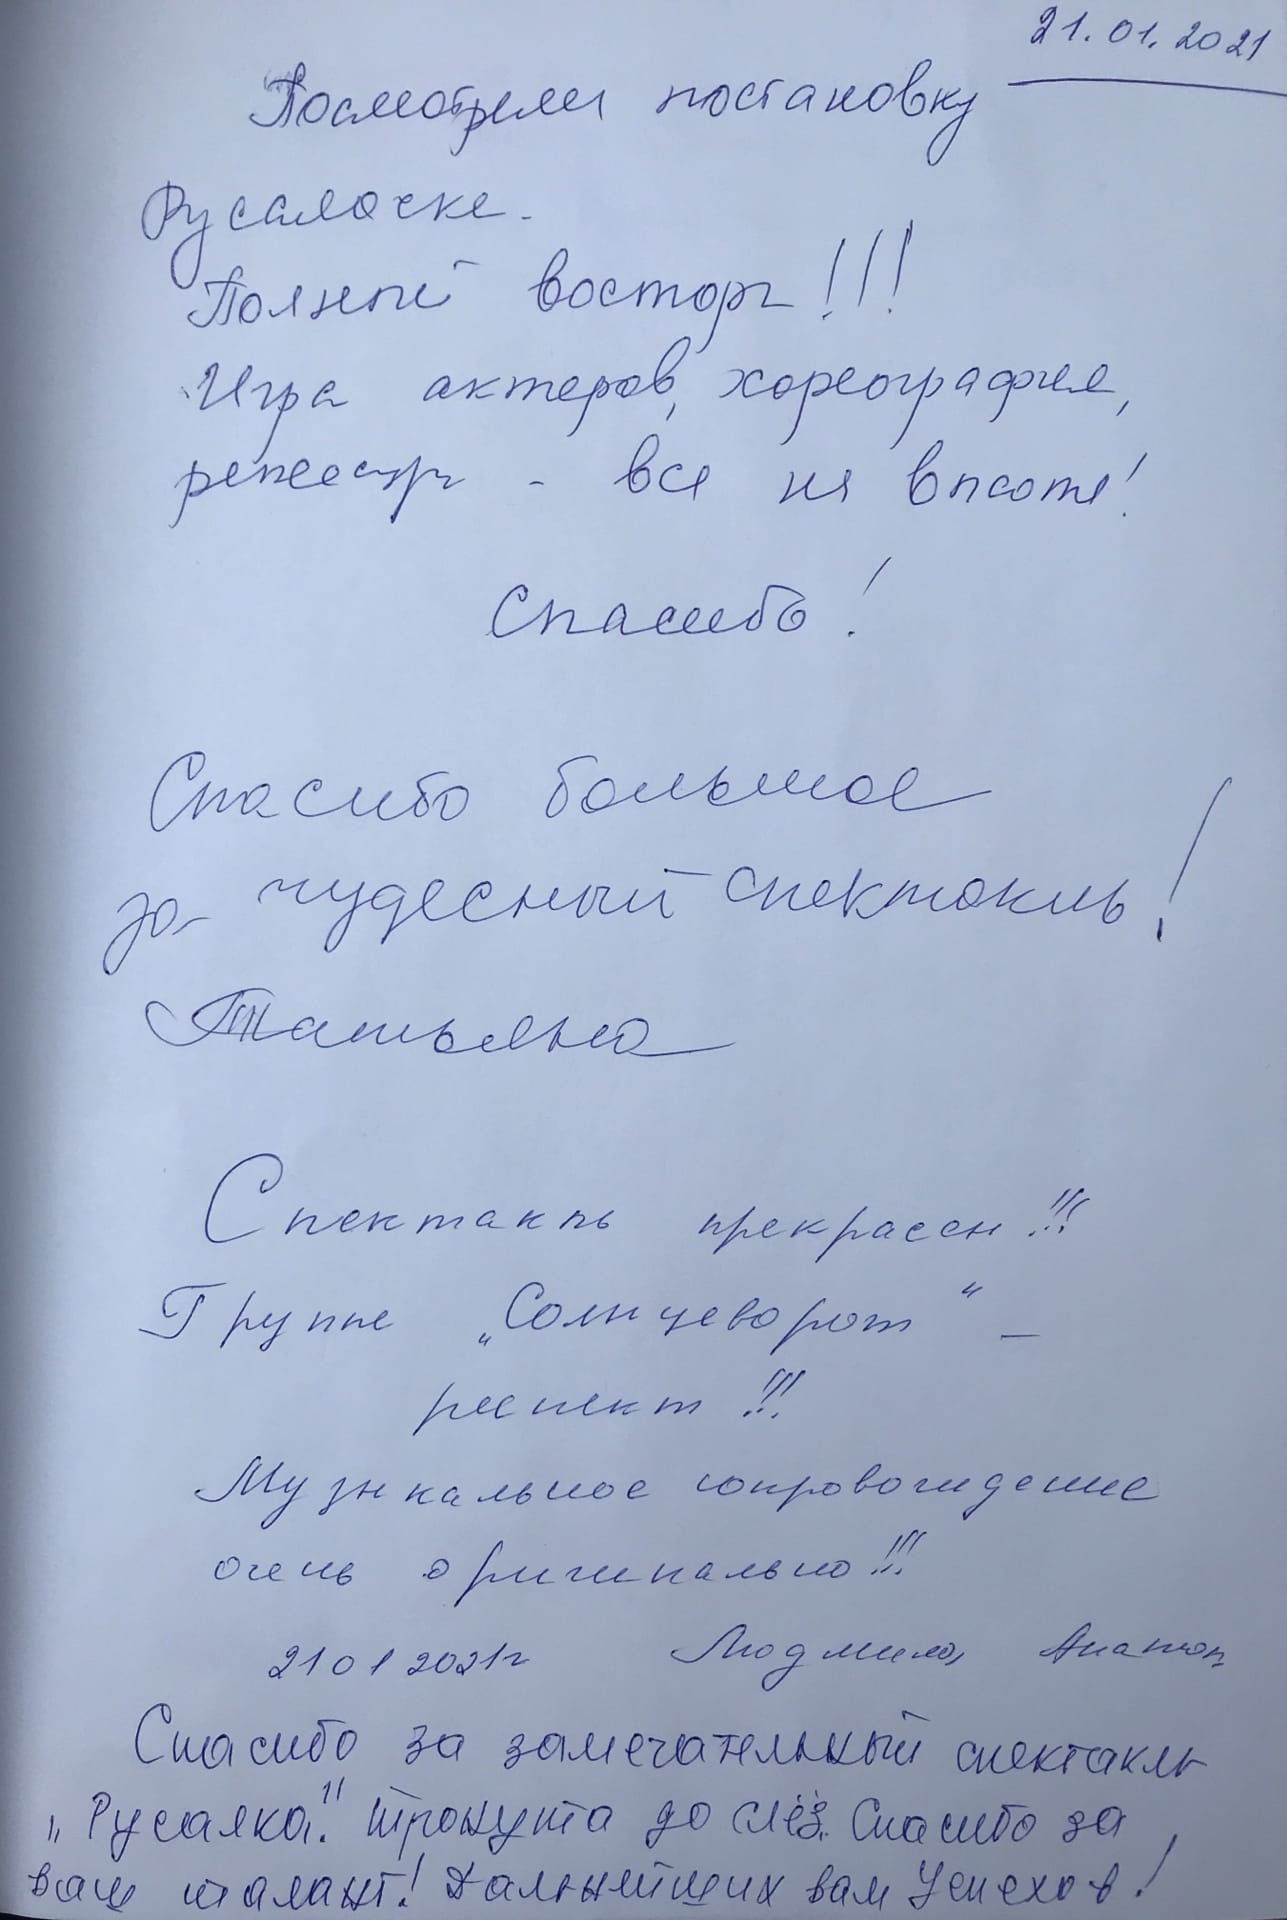 21.01.2021
Посмотрели постановку
Русалочке.
Полный восторг!!!
Игра актеров, хореография,
режессура - все на высоте!
Спасибо!
Спасибо большое
за чудесный спектакль!
Татьяна
Спектакль прекрасен!!!
Группе „Солнцеворот“ –
респект!!!
Музыкальное сопровождение
очень оригинально!!!
21 01 2021г Людмила, Анатол.
Спасибо за замечательный спектакль
„Русалка“. Тронута до слёз. Спасибо за
ваш талант! Дальнейших вам успехов!